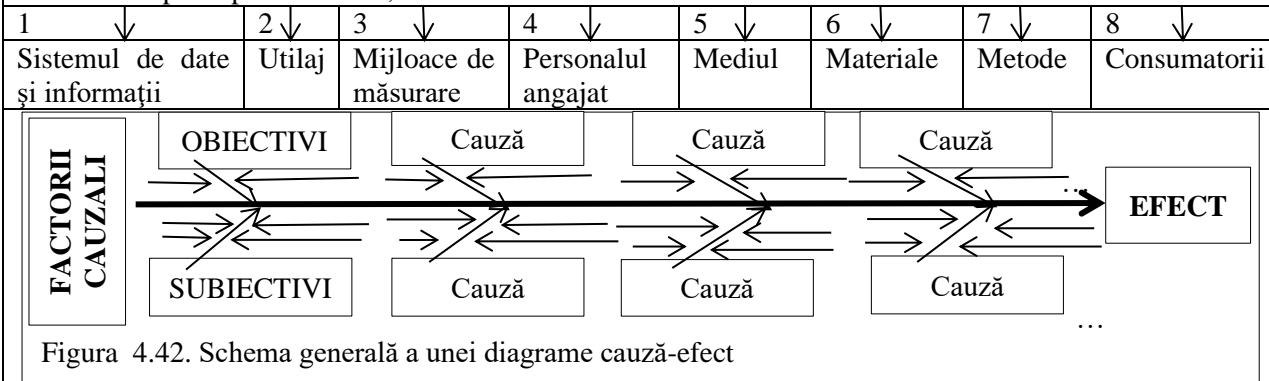 1 2 3 4 5 6 7 8
Sistemul de date Utilaj Mijloace de Personalul Mediul Materiale Metode Consumatorii
şi informaţii măsurare angajat
OBIECTIVI Cauză Cauză Cauză
FACTORII
CAUZALI
…
EFECT
SUBIECTIVI Cauză Cauză Cauză
…
Figura 4.42. Schema generală a unei diagrame cauză-efect